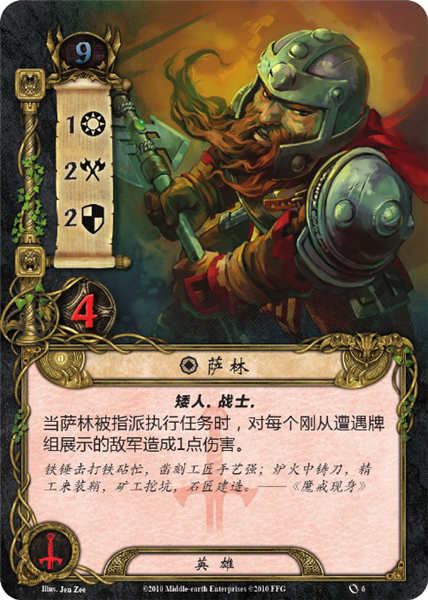 9
1
2
2
4
萨林
矮人. 战士.
当萨林被指派执行任务时，对每个刚从遭遇牌
组展示的敌军造成1点伤害。
铁锤击打铁砧忙，凿刻工匠手艺强；炉火中铸刀，精
工来装鞘，矿工挖坑，石匠建造。——《魔戒现身》
英 雄
Illus. Jen Zee
©2010 Middle-earth Enterprises ©2010 FFG
6